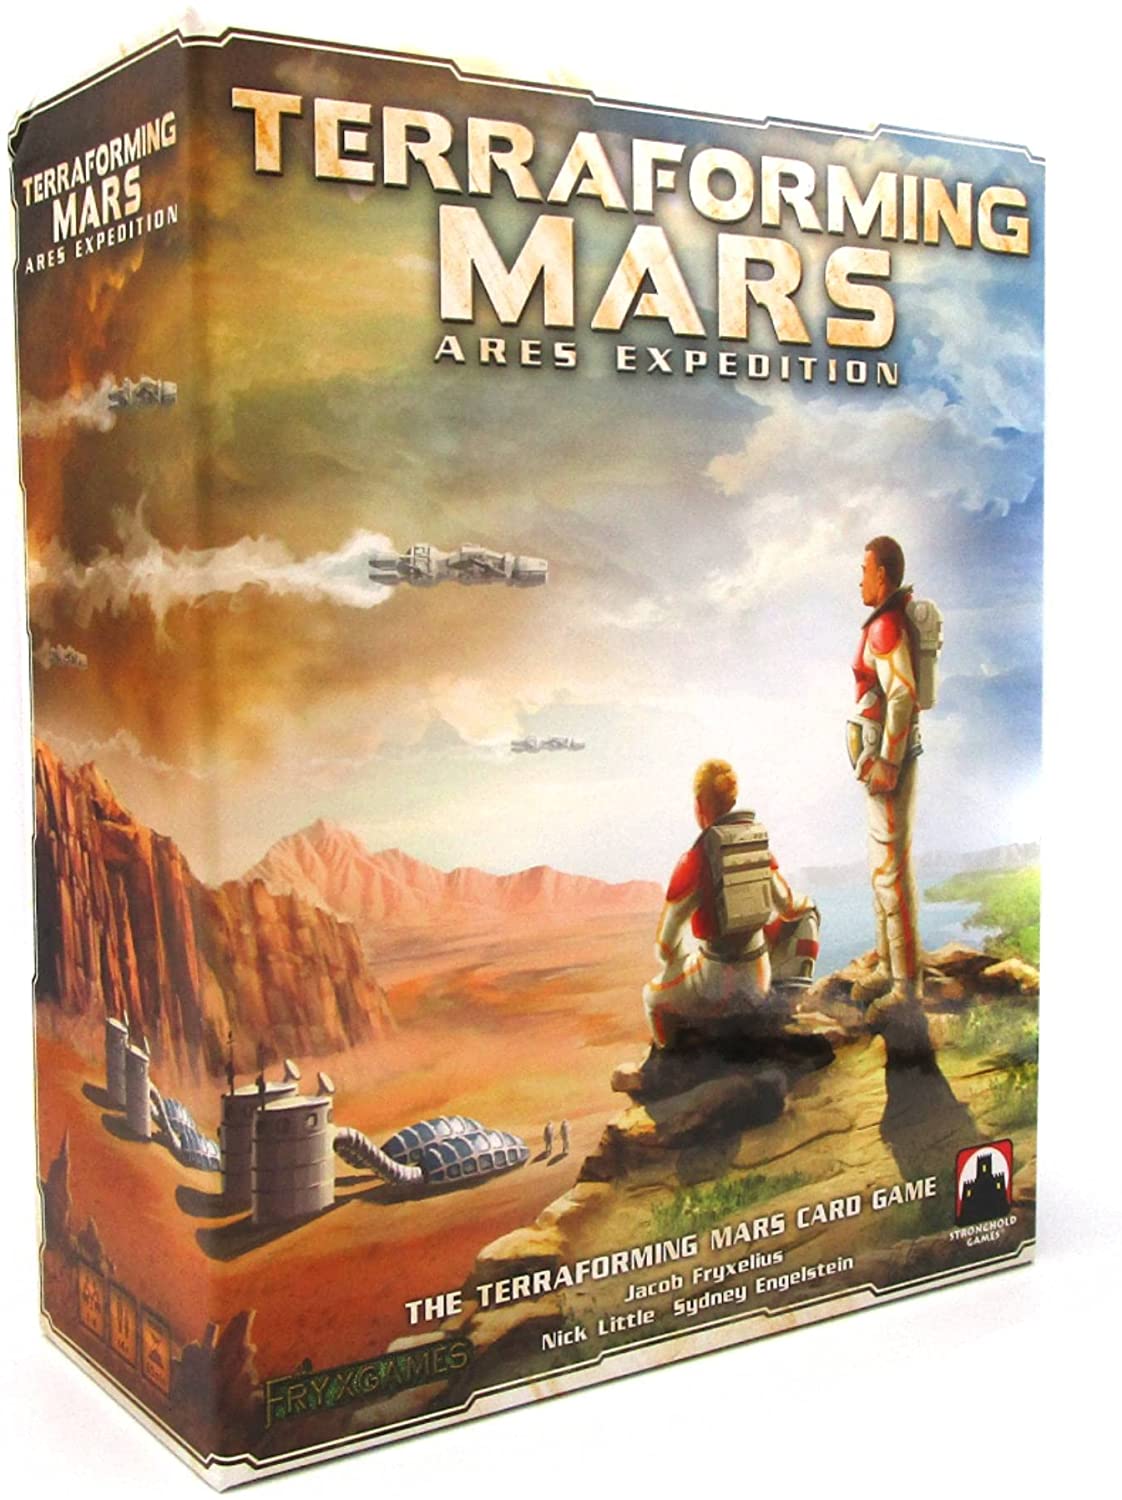 TERRAFORMING
MARS
ARES EXPEDITION
TERRAFORMING
MARS
ARES EXPEDITION
THE TERRAFORMING MARS CARD GAME
Jacob Fryxelius
Nick Little Sydney Engelstein
STRONGHOLD
GAMES
FRYXGAMES